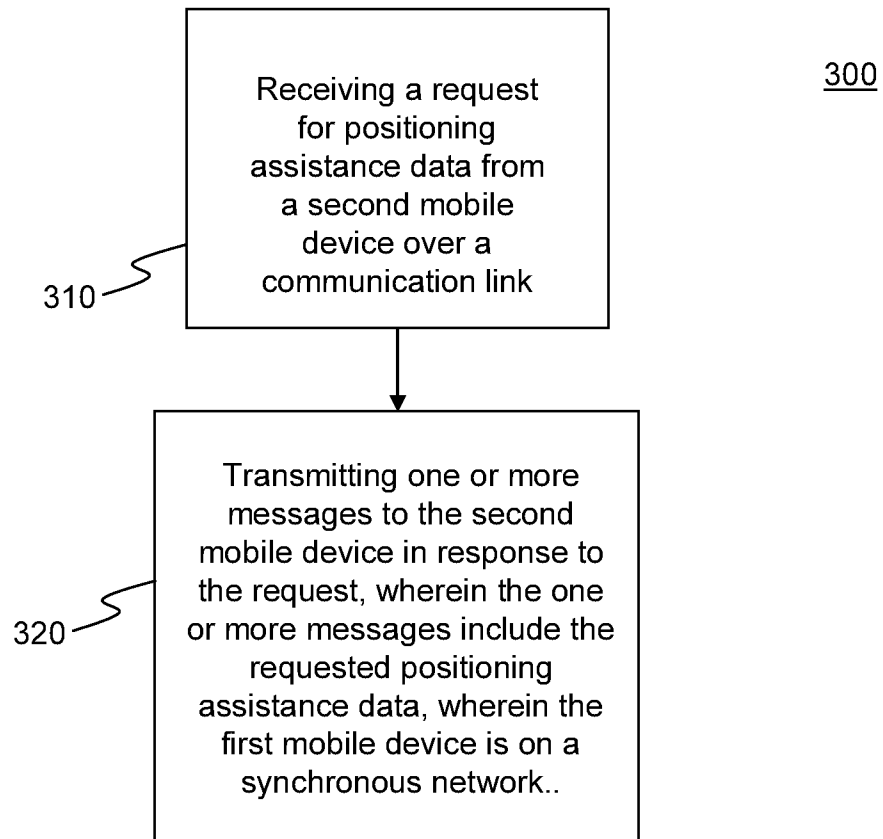 300
Receiving a request
for positioning
assistance data from
a second mobile
device over a
communication link
310
Transmitting one or more
messages to the second
mobile device in response to
the request, wherein the one
or more messages include the
requested positioning
assistance data, wherein the
first mobile device is on a
synchronous network..
320